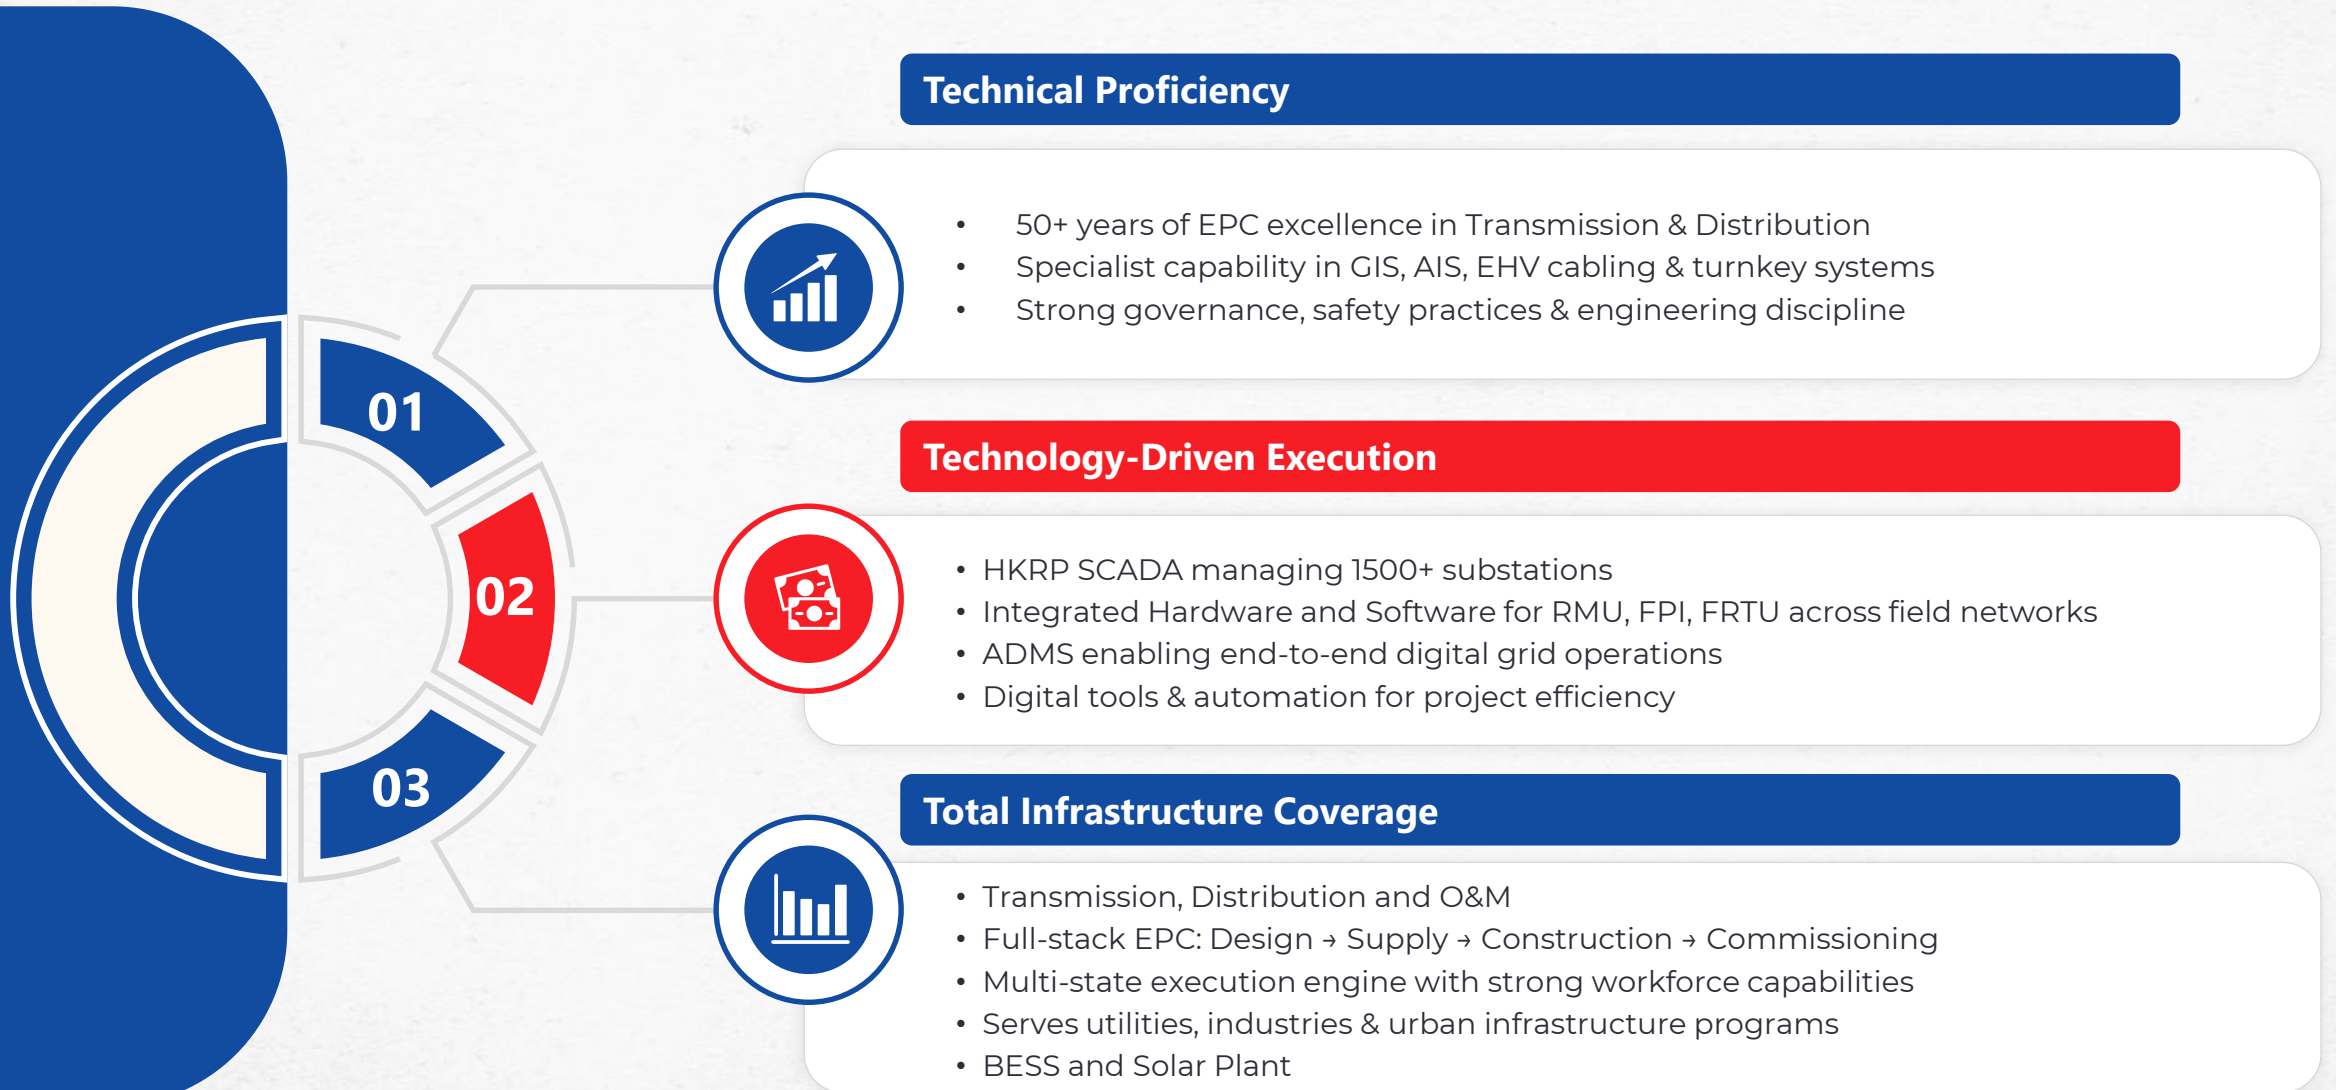 Technical Proficiency
• 50+ years of EPC excellence in Transmission & Distribution
• Specialist capability in GIS, AIS, EHV cabling & turnkey systems
• Strong governance, safety practices & engineering discipline
01
Technology-Driven Execution
• HKRP SCADA managing 1500+ substations
• Integrated Hardware and Software for RMU, FPI, FRTU across field networks
• ADMS enabling end-to-end digital grid operations
• Digital tools & automation for project efficiency
02
Total Infrastructure Coverage
• Transmission, Distribution and O&M
• Full-stack EPC: Design → Supply → Construction → Commissioning
• Multi-state execution engine with strong workforce capabilities
• Serves utilities, industries & urban infrastructure programs
• BESS and Solar Plant
03